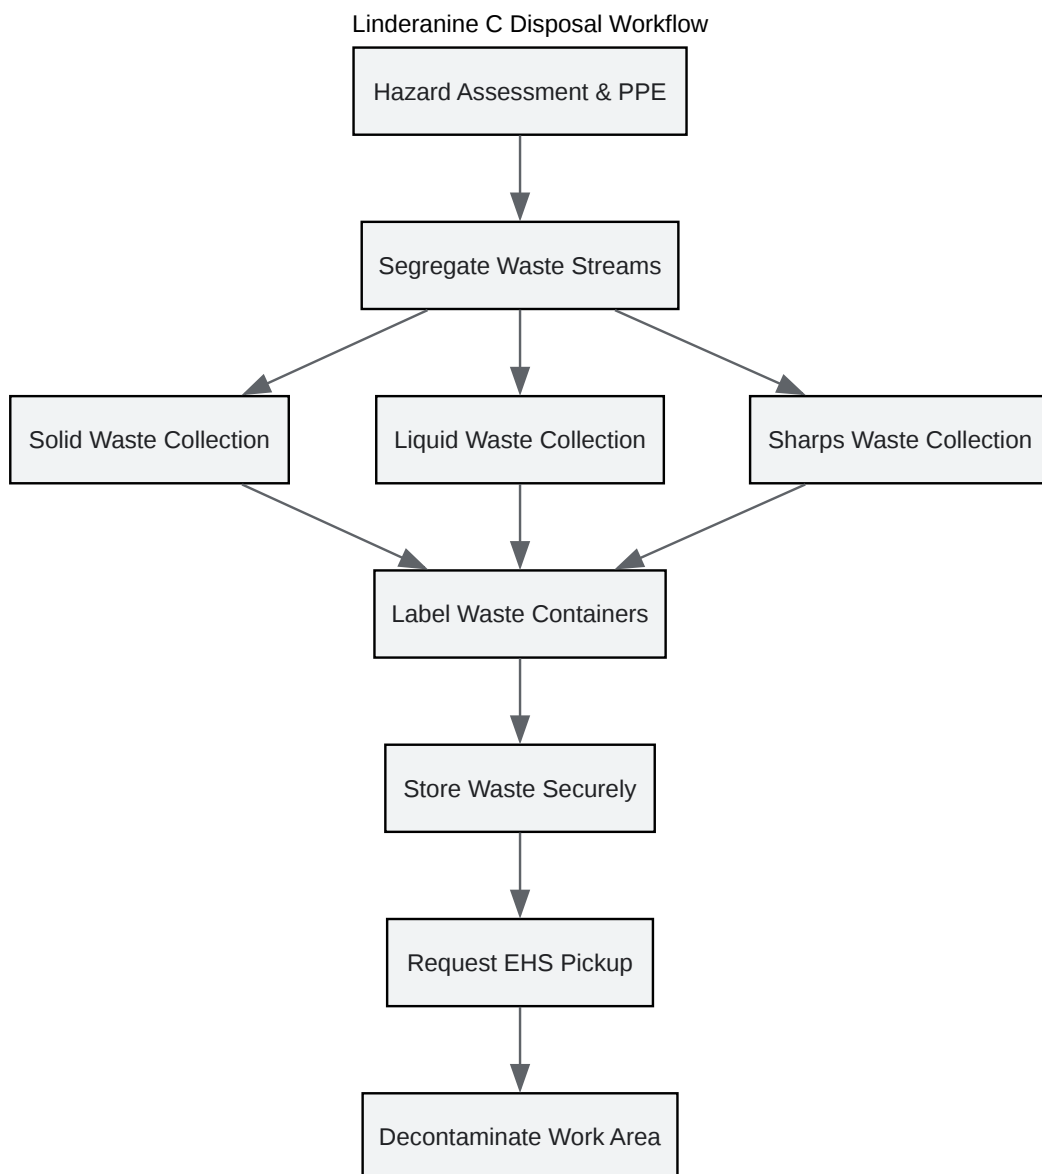 Linderanine C Disposal Workflow
Hazard Assessment & PPE
Segregate Waste Streams
Solid Waste Collection
Liquid Waste Collection
Sharps Waste Collection
Label Waste Containers
Store Waste Securely
Request EHS Pickup
Decontaminate Work Area